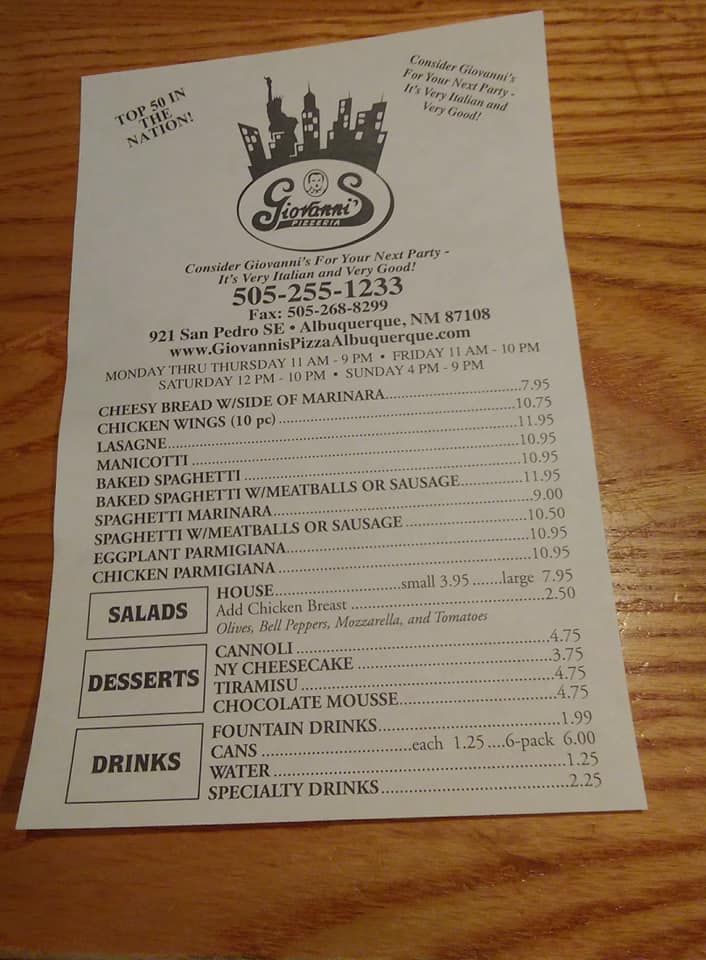 TOP 50 IN
THE
NATION!
Consider Giovanni's
For Your Next Party -
It's Very Italian and
Very Good!
Giovanni's
PIZZERIA
Consider Giovanni's For Your Next Party -
It's Very Italian and Very Good!
505-255-1233
Fax: 505-268-8299
921 San Pedro SE • Albuquerque, NM 87108
www.GiovannisPizzaAlbuquerque.com
MONDAY THRU THURSDAY 11 AM - 9 PM • FRIDAY 11 AM - 10 PM
SATURDAY 12 PM - 10 PM • SUNDAY 4 PM - 9 PM
CHEESY BREAD W/SIDE OF MARINARA 7.95
CHICKEN WINGS (10 pc) 10.75
LASAGNE 11.95
MANICOTTI 10.95
BAKED SPAGHETTI 10.95
BAKED SPAGHETTI W/MEATBALLS OR SAUSAGE 11.95
SPAGHETTI MARINARA 9.00
SPAGHETTI W/MEATBALLS OR SAUSAGE 10.50
EGGPLANT PARMIGIANA 10.95
CHICKEN PARMIGIANA 10.95
SALADS
HOUSE small 3.95 large 7.95
Add Chicken Breast 2.50
Olives, Bell Peppers, Mozzarella, and Tomatoes
DESSERTS
CANNOLI 4.75
NY CHEESECAKE 3.75
TIRAMISU 4.75
CHOCOLATE MOUSSE 4.75
DRINKS
FOUNTAIN DRINKS 1.99
CANS each 1.25 6-pack 6.00
WATER 1.25
SPECIALTY DRINKS 2.25